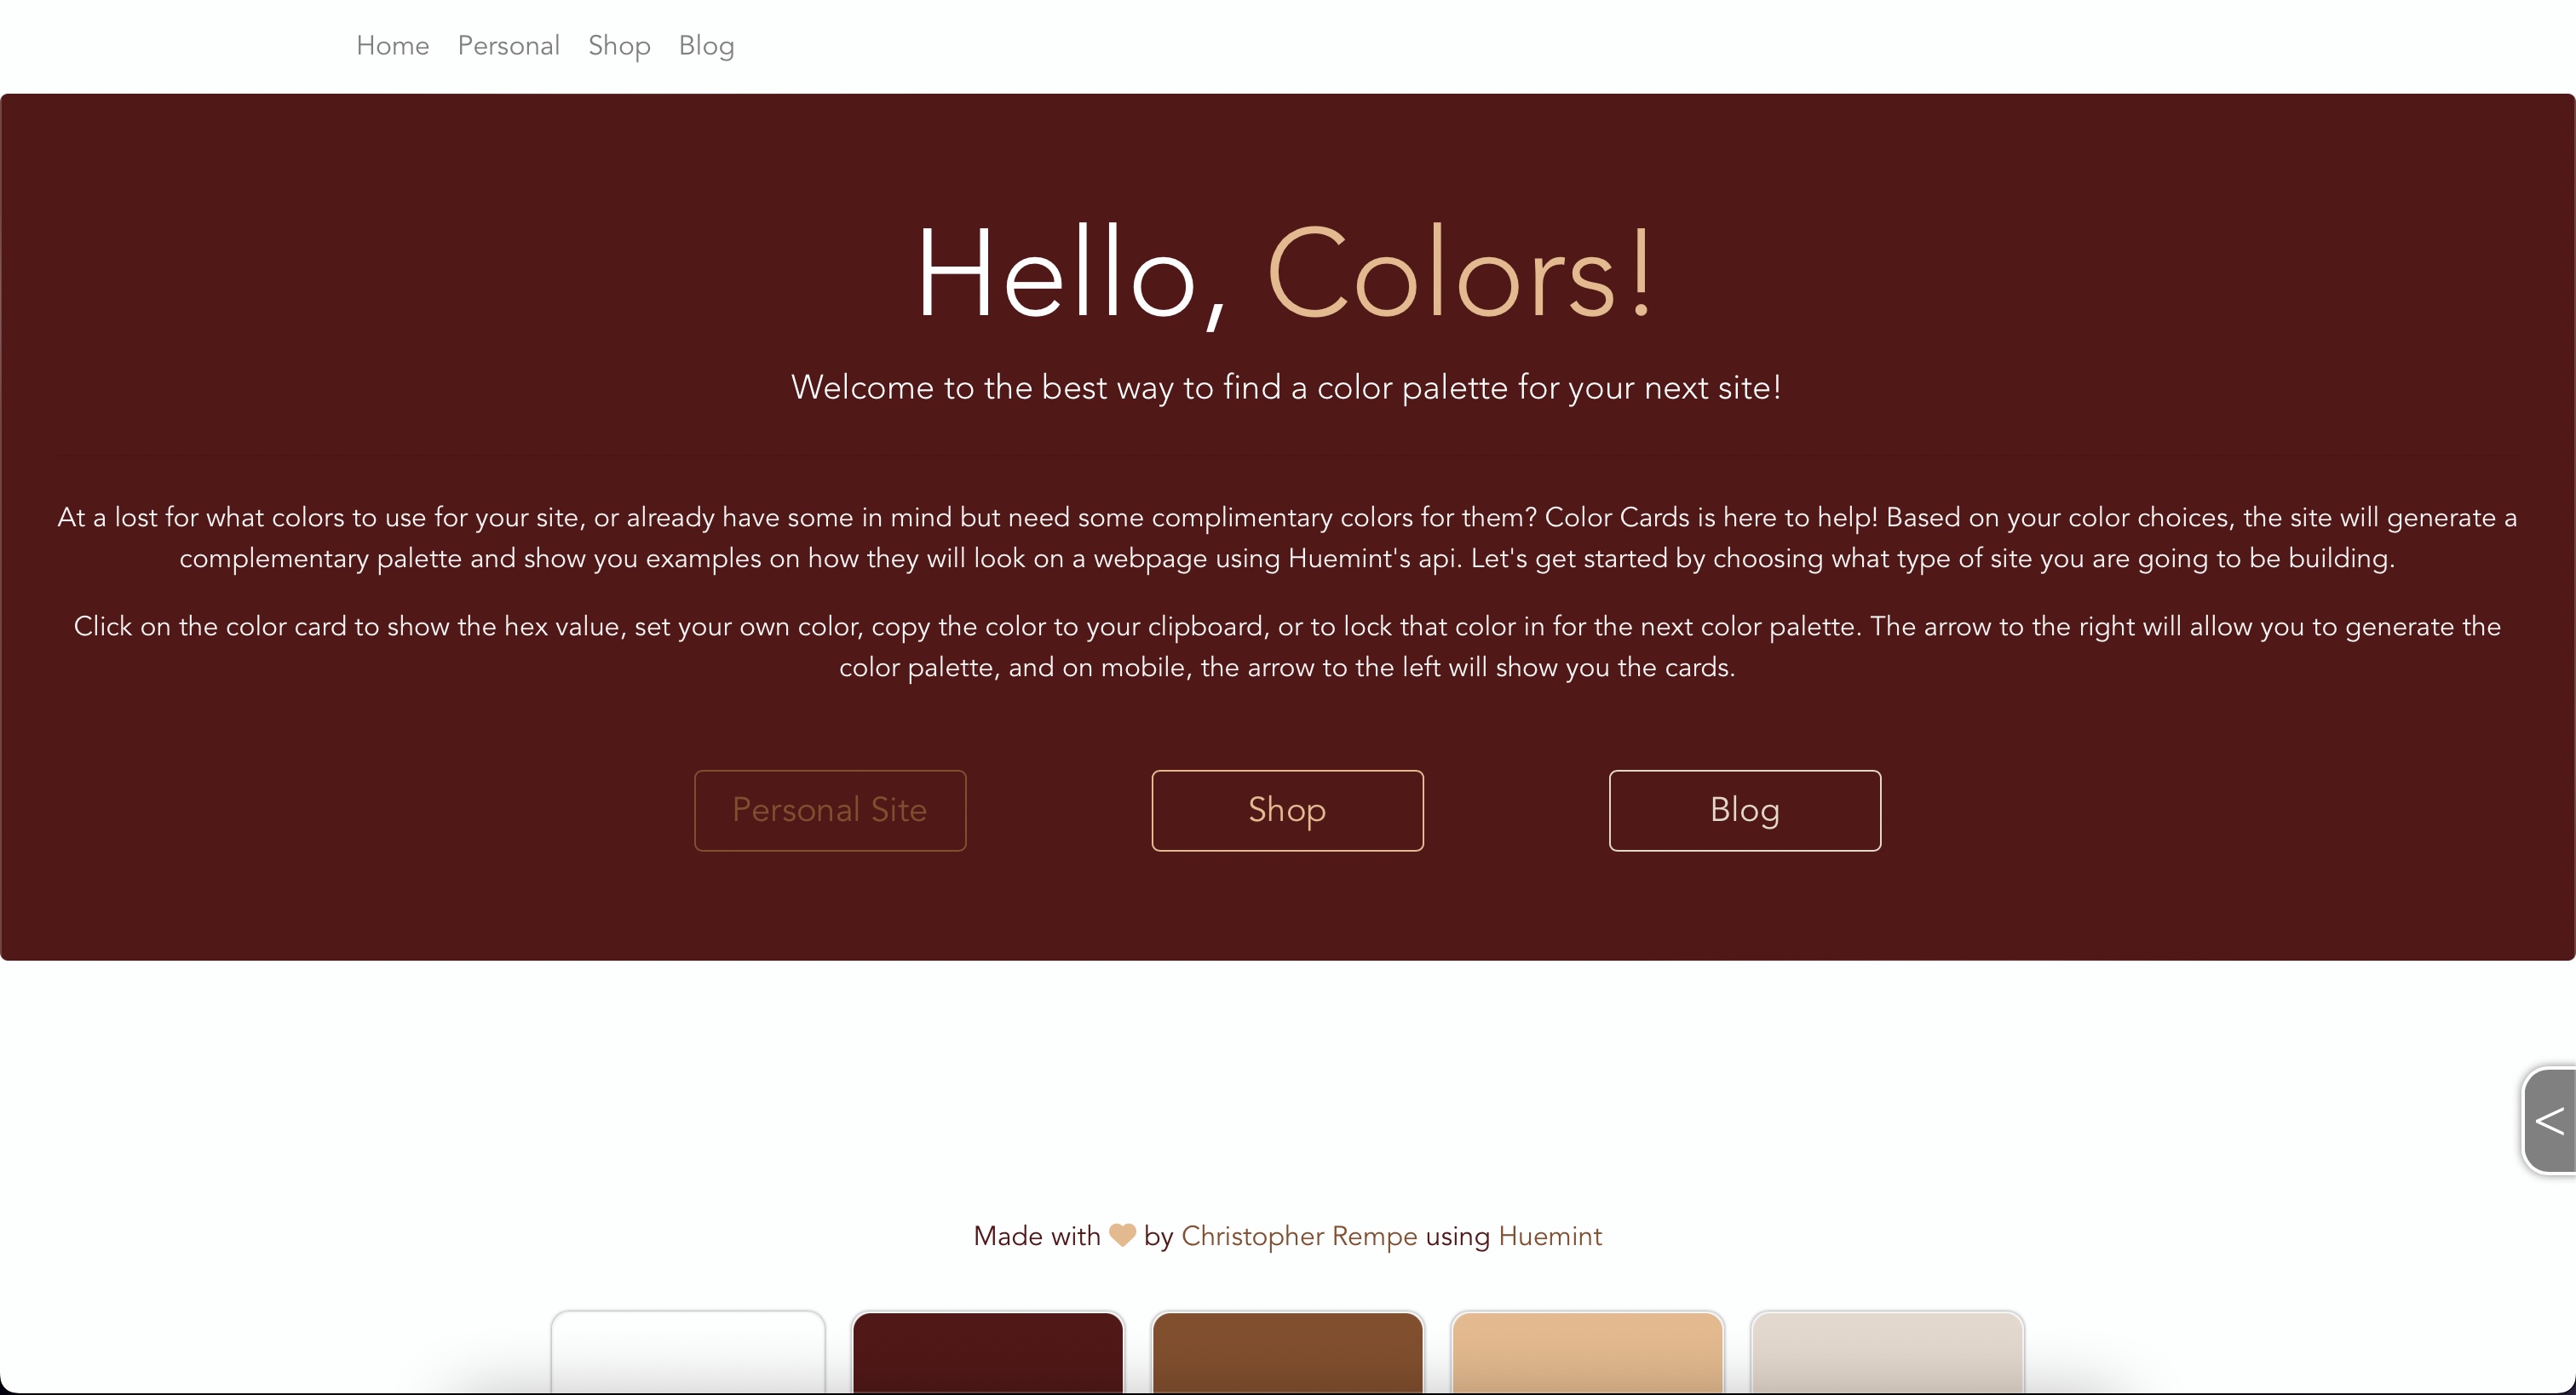 Home Personal Shop Blog
Hello, Colors!
Welcome to the best way to find a color palette for your next site!
At a lost for what colors to use for your site, or already have some in mind but need some complimentary colors for them? Color Cards is here to help! Based on your color choices, the site will generate a
complementary palette and show you examples on how they will look on a webpage using Huemint's api. Let's get started by choosing what type of site you are going to be building.
Click on the color card to show the hex value, set your own color, copy the color to your clipboard, or to lock that color in for the next color palette. The arrow to the right will allow you to generate the
color palette, and on mobile, the arrow to the left will show you the cards.
Personal Site Shop Blog
<
Made with by Christopher Rempe using Huemint